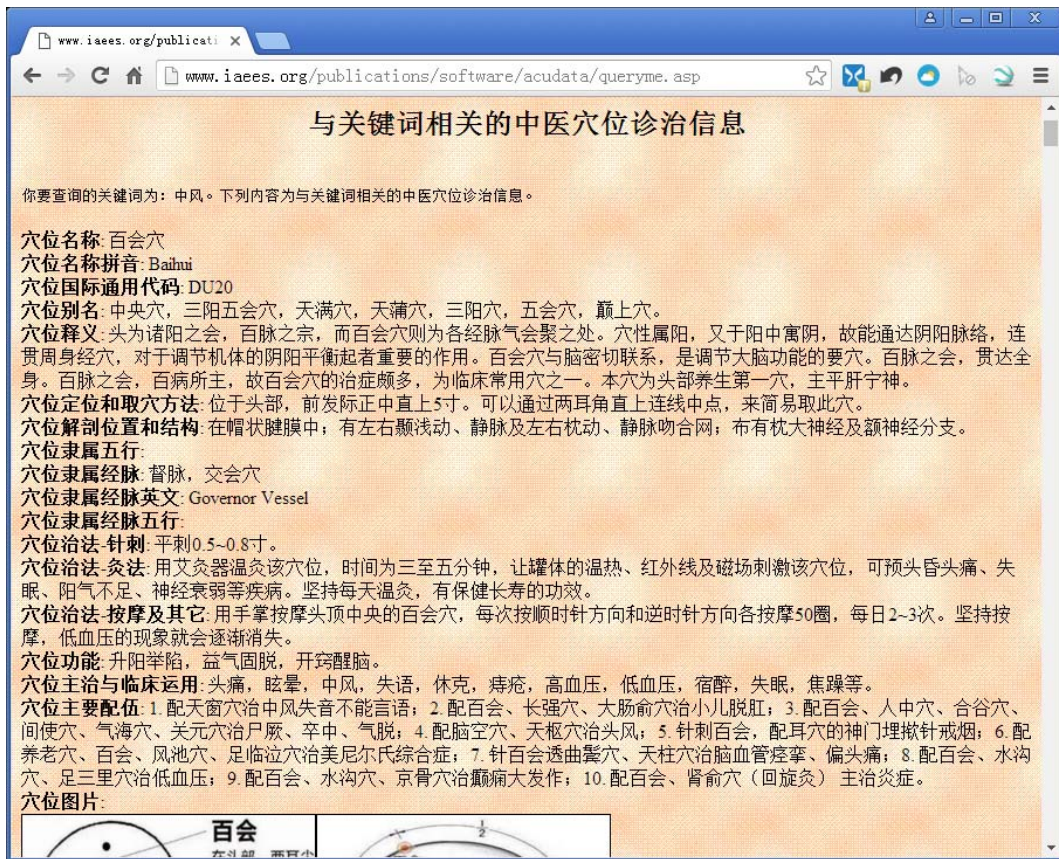 www.iaees.org/publicati
www.iaees.org/publications/software/acudata/queryme.asp
与关键词相关的中医穴位诊治信息
你要查询的关键词为：中风。下列内容为与关键词相关的中医穴位诊治信息。
穴位名称: 百会穴
穴位名称拼音: Baihui
穴位国际通用代码: DU20
穴位别名: 中央穴，三阳五会穴，天满穴，天蒲穴，三阳穴，五会穴，巅上穴。
穴位释义: 头为诸阳之会，百脉之宗，而百会穴则为各经脉气会聚之处。穴性属阳，又于阳中寓阴，故能通达阴阳脉络，连
贯周身经穴，对于调节机体的阴阳平衡起者重要的作用。百会穴与脑密切联系，是调节大脑功能的要穴。百脉之会，贯达全
身。百脉之会，百病所主，故百会穴的治症颇多，为临床常用穴之一。本穴为头部养生第一穴，主平肝宁神。
穴位定位和取穴方法: 位于头部，前发际正中直上5寸。可以通过两耳角直上连线中点，来简易取此穴。
穴位解剖位置和结构: 在帽状腱膜中；有左右颞浅动、静脉及左右枕动、静脉吻合网；布有枕大神经及额神经分支。
穴位隶属五行:
穴位隶属经脉: 督脉，交会穴
穴位隶属经脉英文: Governor Vessel
穴位隶属经脉五行:
穴位治法-针刺: 平刺0.5~0.8寸。
穴位治法-灸法: 用艾灸器温灸该穴位，时间为三至五分钟，让罐体的温热、红外线及磁场刺激该穴位，可预头昏头痛、失
眠、阳气不足、神经衰弱等疾病。坚持每天温灸，有保健长寿的功效。
穴位治法-按摩及其它: 用手掌按摩头顶中央的百会穴，每次按顺时针方向和逆时针方向各按摩50圈，每日2~3次。坚持按
摩，低血压的现象就会逐渐消失。
穴位功能: 升阳举陷，益气固脱，开窍醒脑。
穴位主治与临床运用: 头痛，眩晕，中风，失语，休克，痔疮，高血压，低血压，宿醉，失眠，焦躁等。
穴位主要配伍: 1. 配天窗穴治中风失音不能言语；2. 配百会、长强穴、大肠俞穴治小儿脱肛；3. 配百会、人中穴、合谷穴、
间使穴、气海穴、关元穴治尸厥、卒中、气脱；4. 配脑空穴、天枢穴治头风；5. 针刺百会，配耳穴的神门埋揿针戒烟；6. 配
养老穴、百会、风池穴、足临泣穴治美尼尔氏综合症；7. 针百会透曲鬓穴、天柱穴治脑血管痉挛、偏头痛；8. 配百会、水沟
穴、足三里穴治低血压；9. 配百会、水沟穴、京骨穴治癫痫大发作；10. 配百会、肾俞穴（回旋灸） 主治炎症。
穴位图片:
百会
1/2